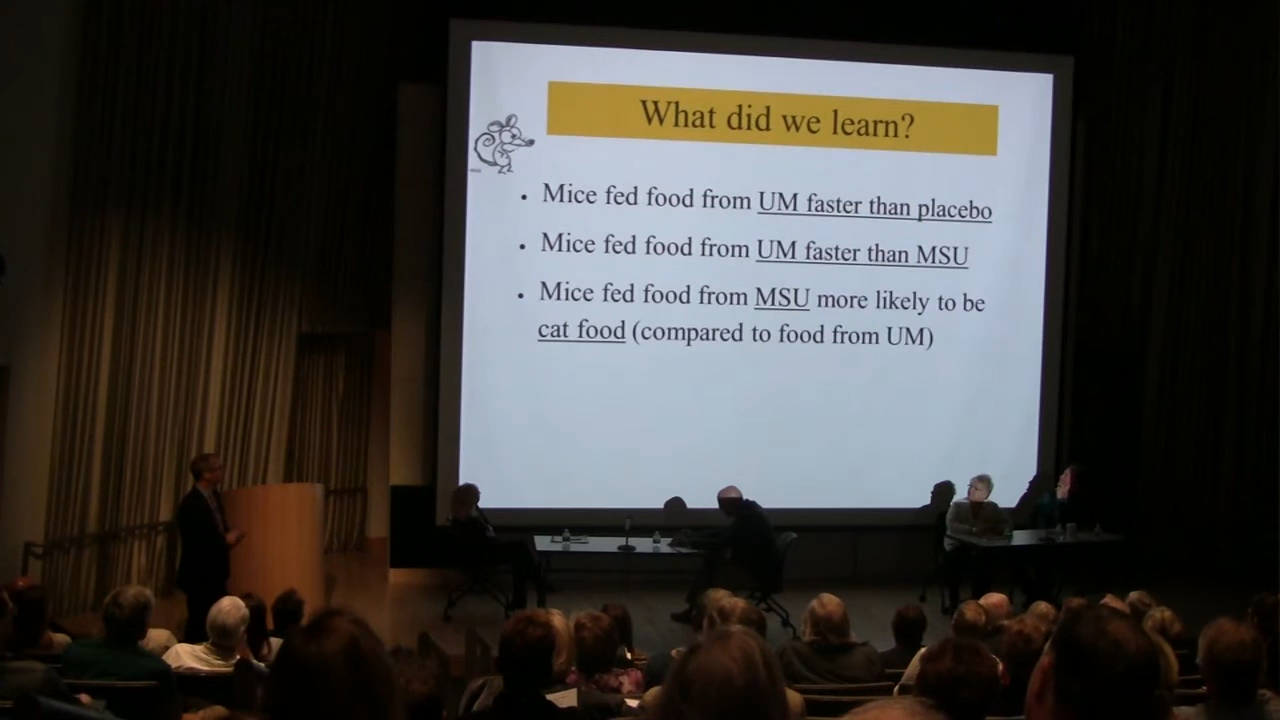 What did we learn?
• Mice fed food from UM faster than placebo
• Mice fed food from UM faster than MSU
• Mice fed food from MSU more likely to be
cat food (compared to food from UM)